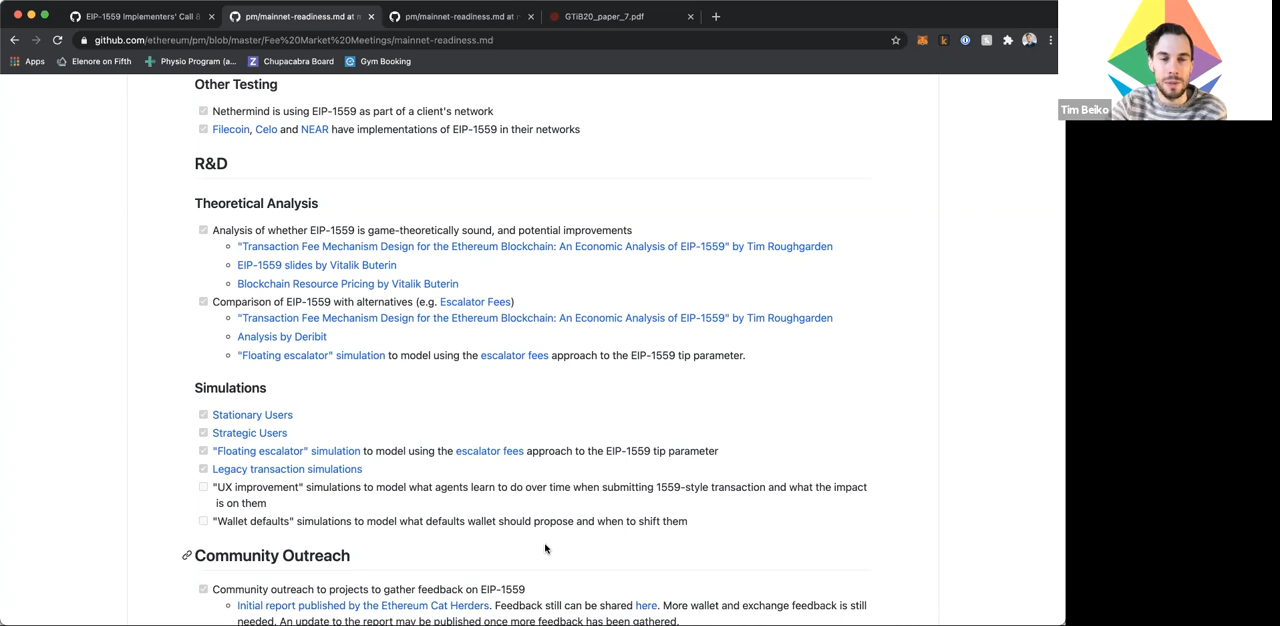 EIP-1559 Implementers' Call 8
pm/mainnet-readiness.md at m
pm/mainnet-readiness.md at m
GTiB20_paper_7.pdf
github.com/ethereum/pm/blob/master/Fee%20Market%20Meetings/mainnet-readiness.md
Apps
Elenore on Fifth
Physio Program (a...
Chupacabra Board
Gym Booking
Tim Beiko
Other Testing
Nethermind is using EIP-1559 as part of a client's network
Filecoin, Celo and NEAR have implementations of EIP-1559 in their networks
R&D
Theoretical Analysis
Analysis of whether EIP-1559 is game-theoretically sound, and potential improvements
"Transaction Fee Mechanism Design for the Ethereum Blockchain: An Economic Analysis of EIP-1559" by Tim Roughgarden
EIP-1559 slides by Vitalik Buterin
Blockchain Resource Pricing by Vitalik Buterin
Comparison of EIP-1559 with alternatives (e.g. Escalator Fees)
"Transaction Fee Mechanism Design for the Ethereum Blockchain: An Economic Analysis of EIP-1559" by Tim Roughgarden
Analysis by Deribit
"Floating escalator" simulation to model using the escalator fees approach to the EIP-1559 tip parameter.
Simulations
Stationary Users
Strategic Users
"Floating escalator" simulation to model using the escalator fees approach to the EIP-1559 tip parameter
Legacy transaction simulations
"UX improvement" simulations to model what agents learn to do over time when submitting 1559-style transaction and what the impact
is on them
"Wallet defaults" simulations to model what defaults wallet should propose and when to shift them
Community Outreach
Community outreach to projects to gather feedback on EIP-1559
Initial report published by the Ethereum Cat Herders. Feedback still can be shared here. More wallet and exchange feedback is still
needed. An update to the report may be published once more feedback has been gathered.